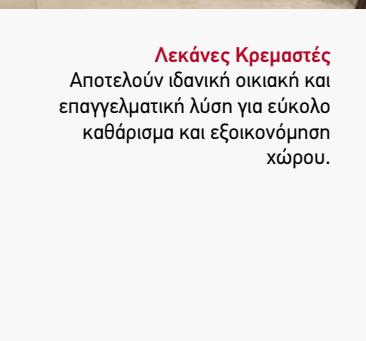 Λεκάνες Κρεμαστές
Αποτελούν ιδανική οικιακή και
επαγγελματική λύση για εύκολο
καθάρισμα και εξοικονόμηση
χώρου.